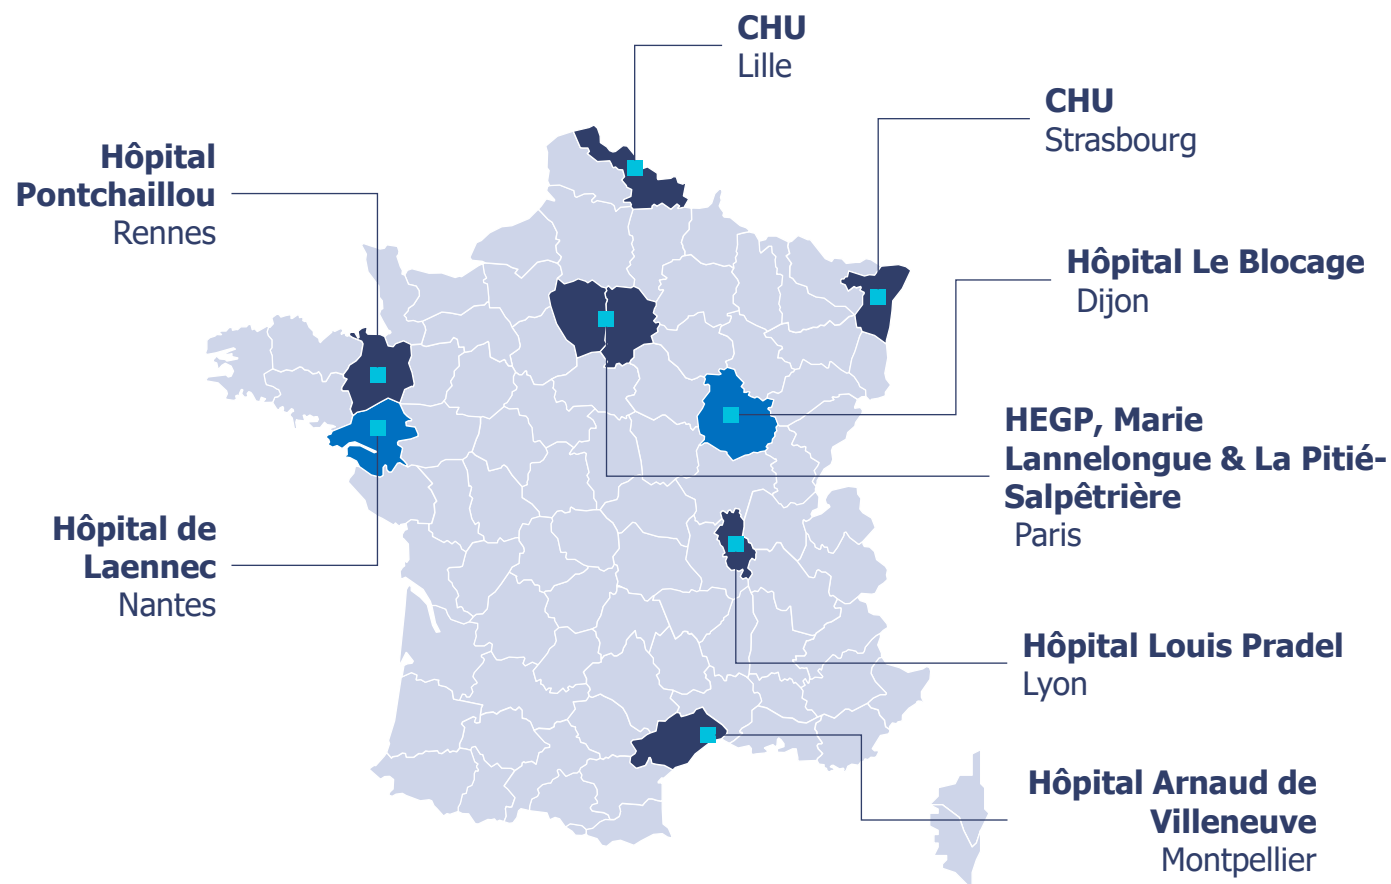 CHU
Lille
CHU
Strasbourg
Hôpital
Pontchaillou
Rennes
Hôpital Le Blocage
Dijon
HEGP, Marie
Lannelongue & La Pitié-
Salpêtrière
Paris
Hôpital de
Laennec
Nantes
Hôpital Louis Pradel
Lyon
Hôpital Arnaud de
Villeneuve
Montpellier